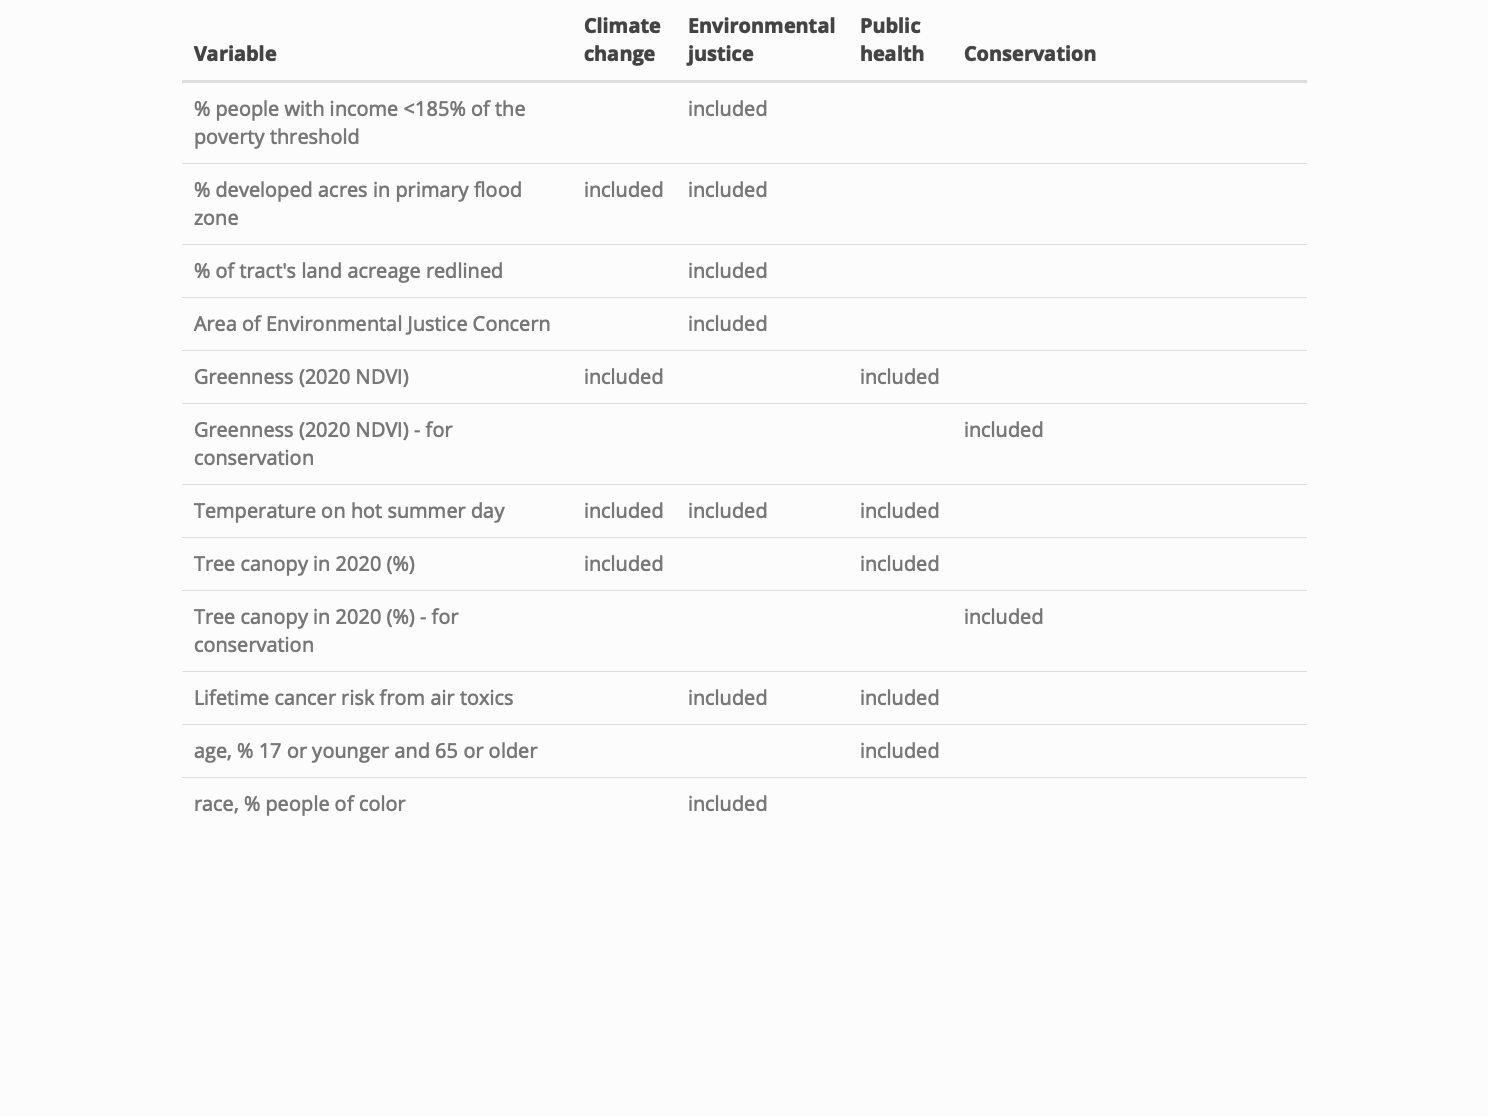 Variable Climate change Environmental justice Public health Conservation
% people with income <185% of the included
poverty threshold
% developed acres in primary flood included included
zone
% of tract's land acreage redlined included
Area of Environmental Justice Concern included
Greenness (2020 NDVI) included included
Greenness (2020 NDVI) - for included
conservation
Temperature on hot summer day included included included
Tree canopy in 2020 (%) included included
Tree canopy in 2020 (%) - for included
conservation
Lifetime cancer risk from air toxics included included
age, % 17 or younger and 65 or older included
race, % people of color included